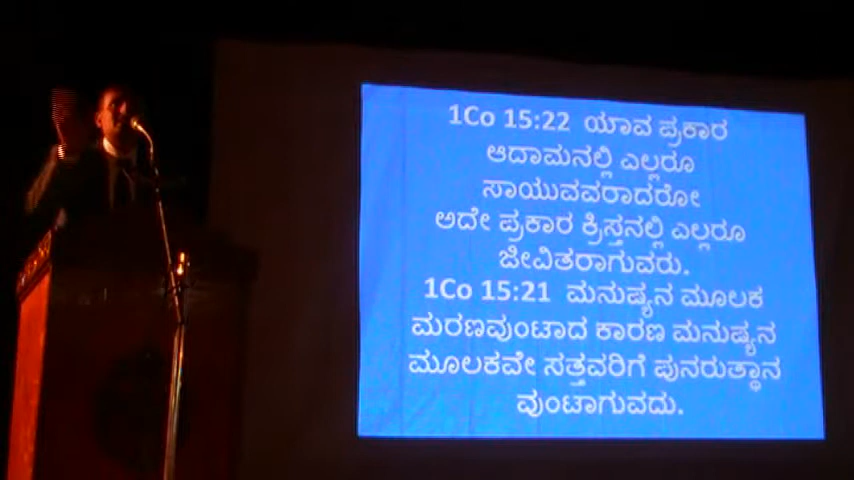 1Co 15:22 ಯಾವ ಪ್ರಕಾರ
ಆದಾಮನಲ್ಲಿ ಎಲ್ಲರೂ
ಸಾಯುವವರಾದರೋ
ಅದೇ ಪ್ರಕಾರ ಕ್ರಿಸ್ತನಲ್ಲಿ ಎಲ್ಲರೂ
ಜೀವಿತರಾಗುವರು.
1Co 15:21 ಮನುಷ್ಯನ ಮೂಲಕ
ಮರಣವುಂಟಾದ ಕಾರಣ ಮನುಷ್ಯನ
ಮೂಲಕವೇ ಸತ್ತವರಿಗೆ ಪುನರುತ್ಥಾನ
ವುಂಟಾಗುವದು.